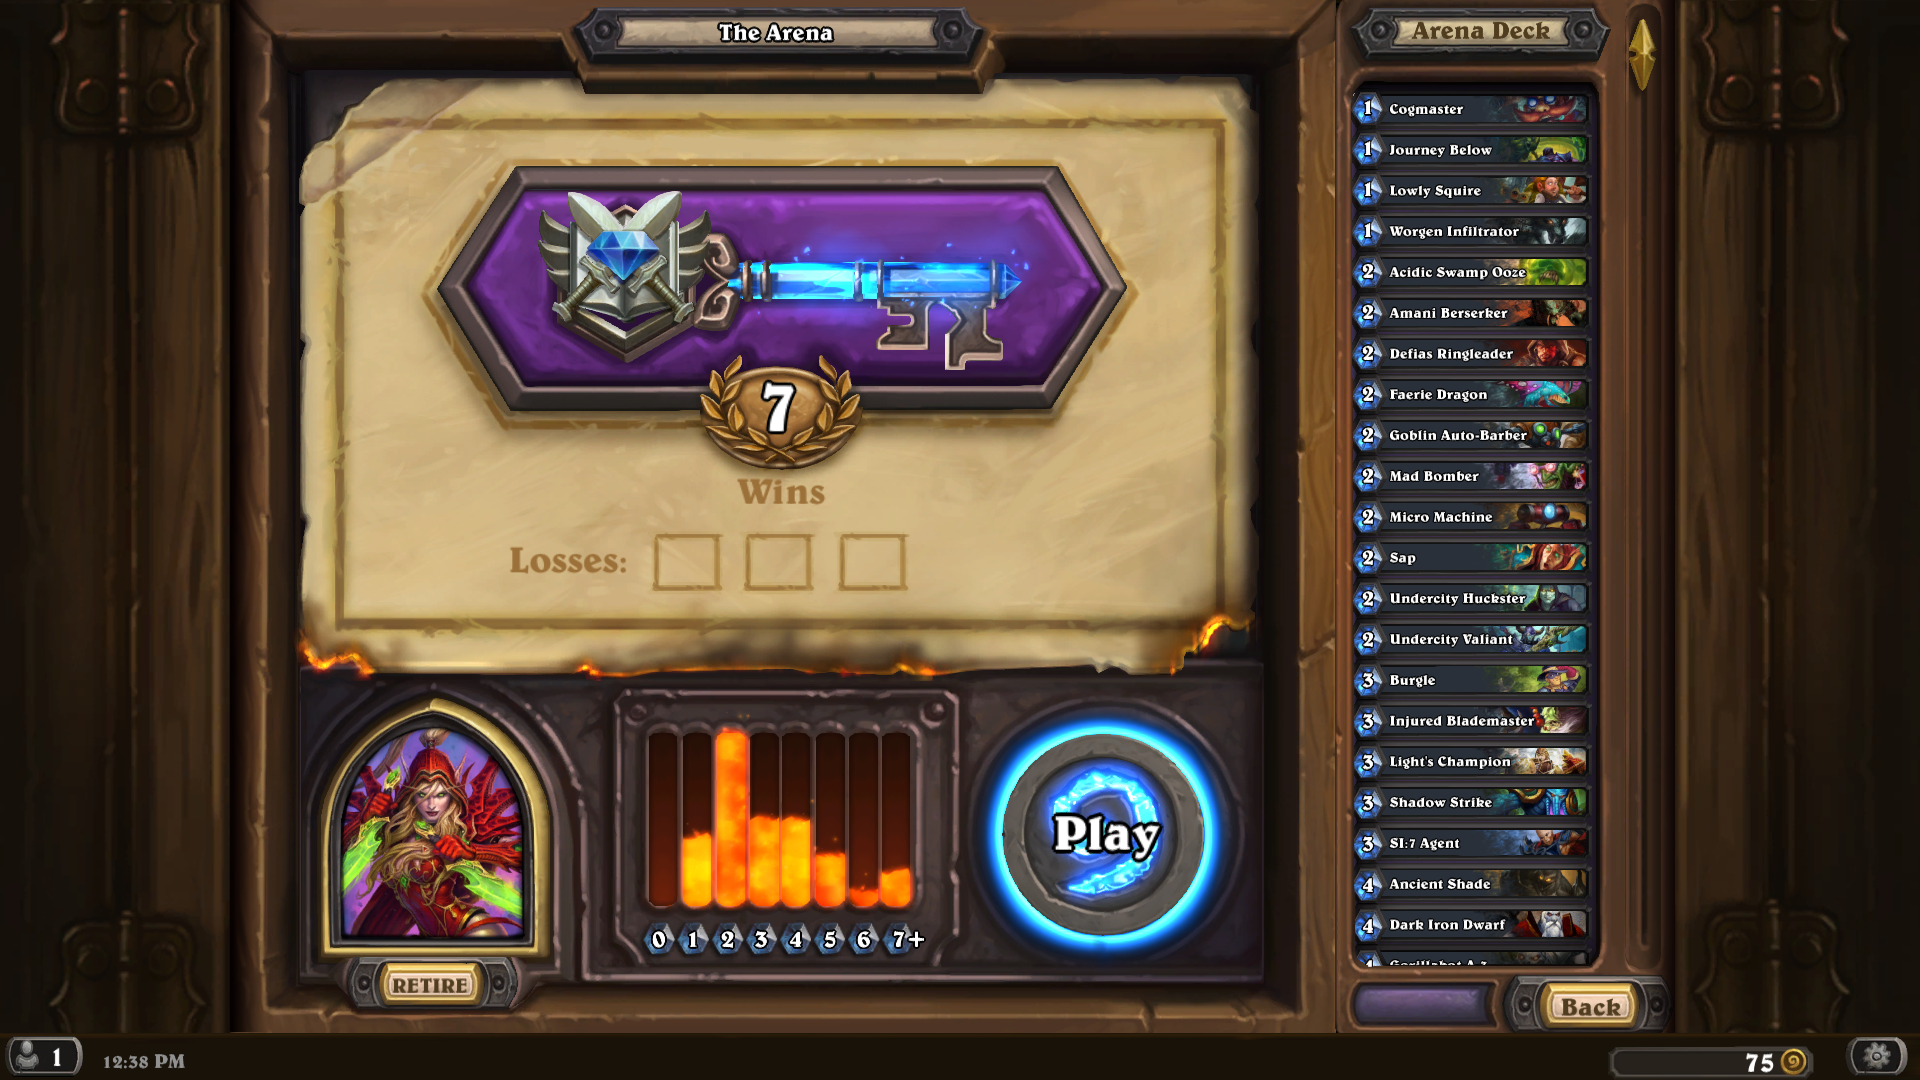 The Arena
7
Wins
Losses:
Play
0 1 2 3 4 5 6 7+
RETIRE
Arena Deck
1 Cogmaster
1 Journey Below
1 Lowly Squire
1 Worgen Infiltrator
2 Acidic Swamp Ooze
2 Amani Berserker
2 Defias Ringleader
2 Faerie Dragon
2 Goblin Auto-Barber
2 Mad Bomber
2 Micro Machine
2 Sap
2 Undercity Huckster
2 Undercity Valiant
3 Burgle
3 Injured Blademaster
3 Light's Champion
3 Shadow Strike
3 SI:7 Agent
4 Ancient Shade
4 Dark Iron Dwarf
4 Gorillabot A-3
Back
1
12:38 PM
75